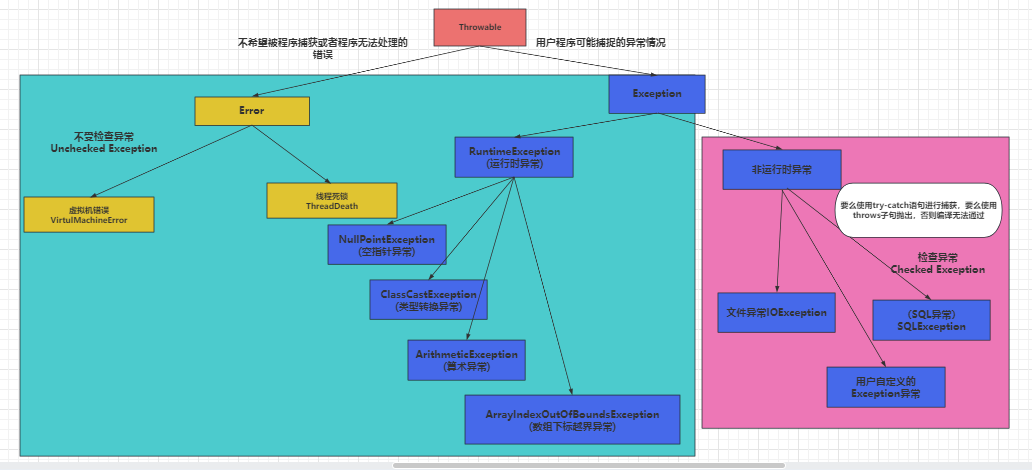 Throwable
不希望被程序捕获或者程序无法处理的
错误
用户程序可能捕捉的异常情况
Error
Exception
不受检查异常
Unchecked Exception
RuntimeException
(运行时异常)
非运行时异常
虚拟机错误
VirtulMachineError
线程死锁
ThreadDeath
要么使用try-catch语句进行捕获，要么使用
throws子句抛出，否则编译无法通过
NullPointException
(空指针异常)
检查异常
Checked Exception
ClassCastException
(类型转换异常)
文件异常IOException
(SQL异常)
SQLException
ArithmeticException
(算术异常)
用户自定义的
Exception异常
ArrayIndexOutOfBoundsException
(数组下标越界异常)